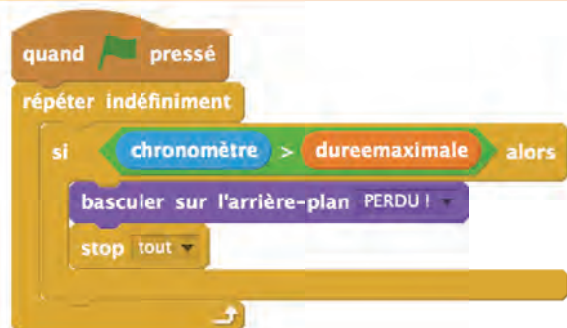 quand pressé
répéter indéfiniment
si chronomètre > dureemaximale alors
basculer sur l'arrière-plan PERDU !
stop tout